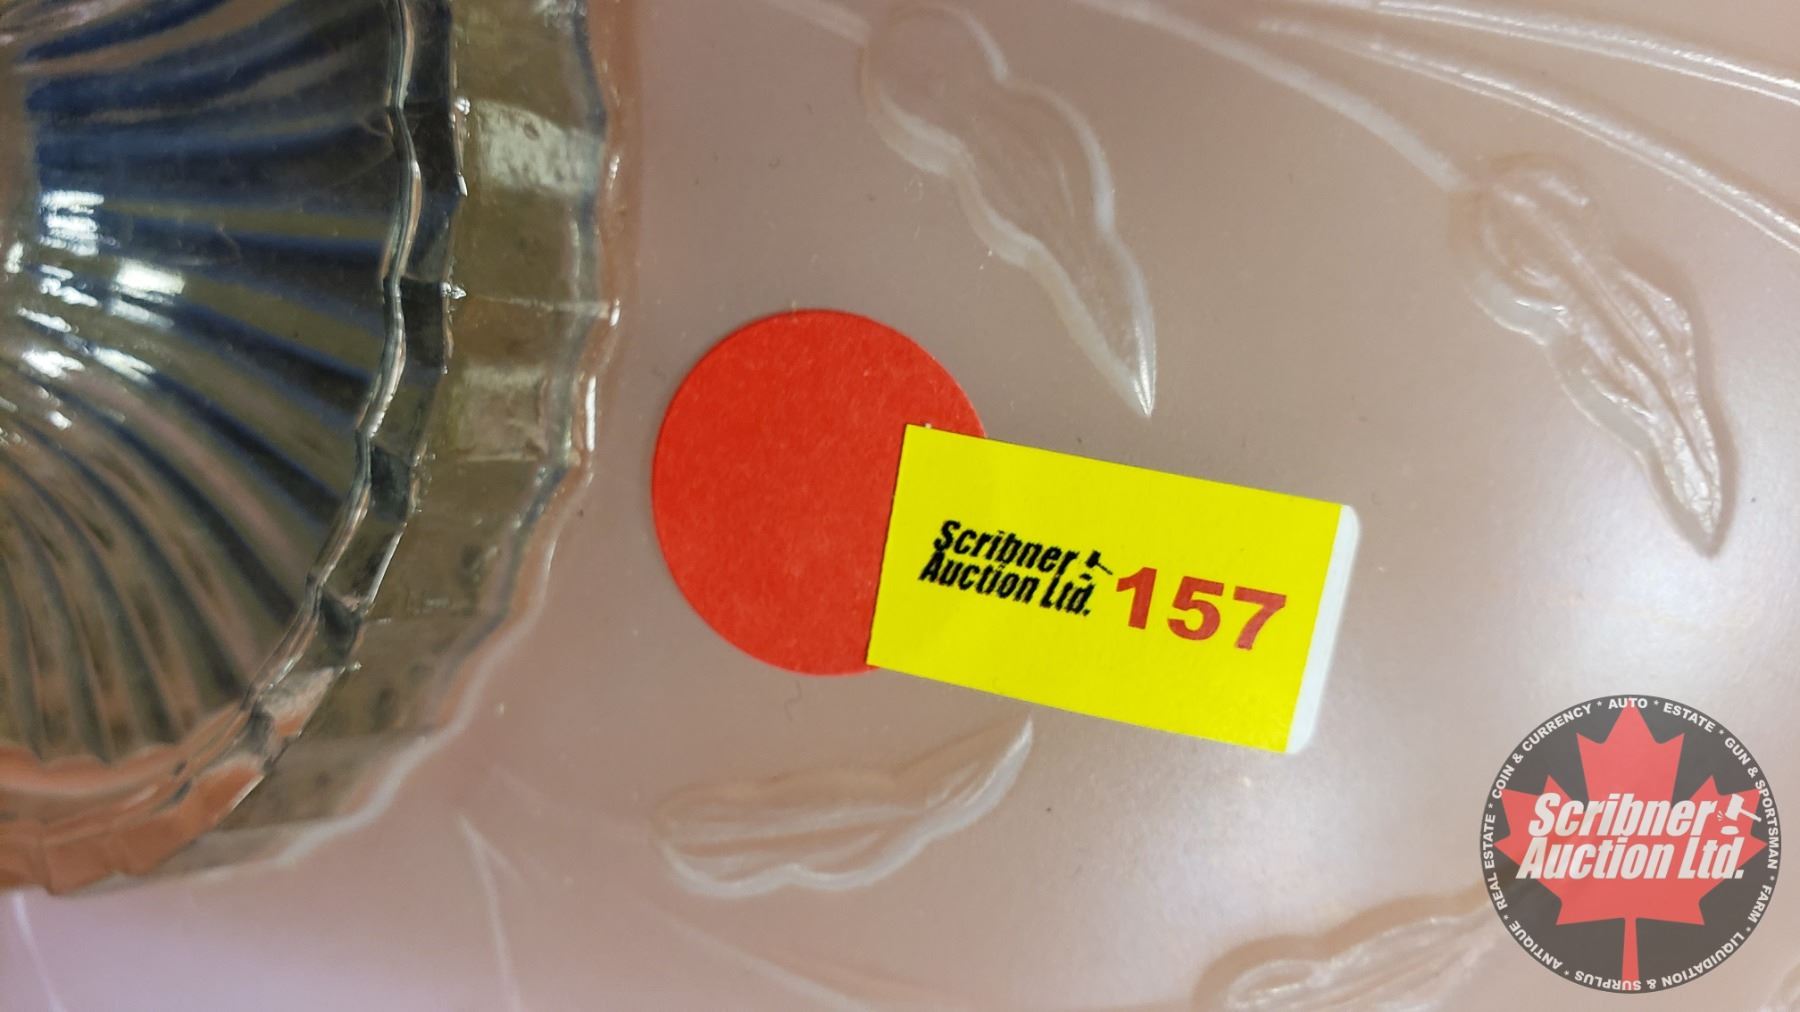 Scribner
Auction Ltd.
157
COIN & CURRENCY * AUTO * ESTATE * GUN & SPORTSMAN * FARM * LIQUIDATION & SURPLUS * ANTIQUE * REAL ESTATE *
Scribner
Auction Ltd.